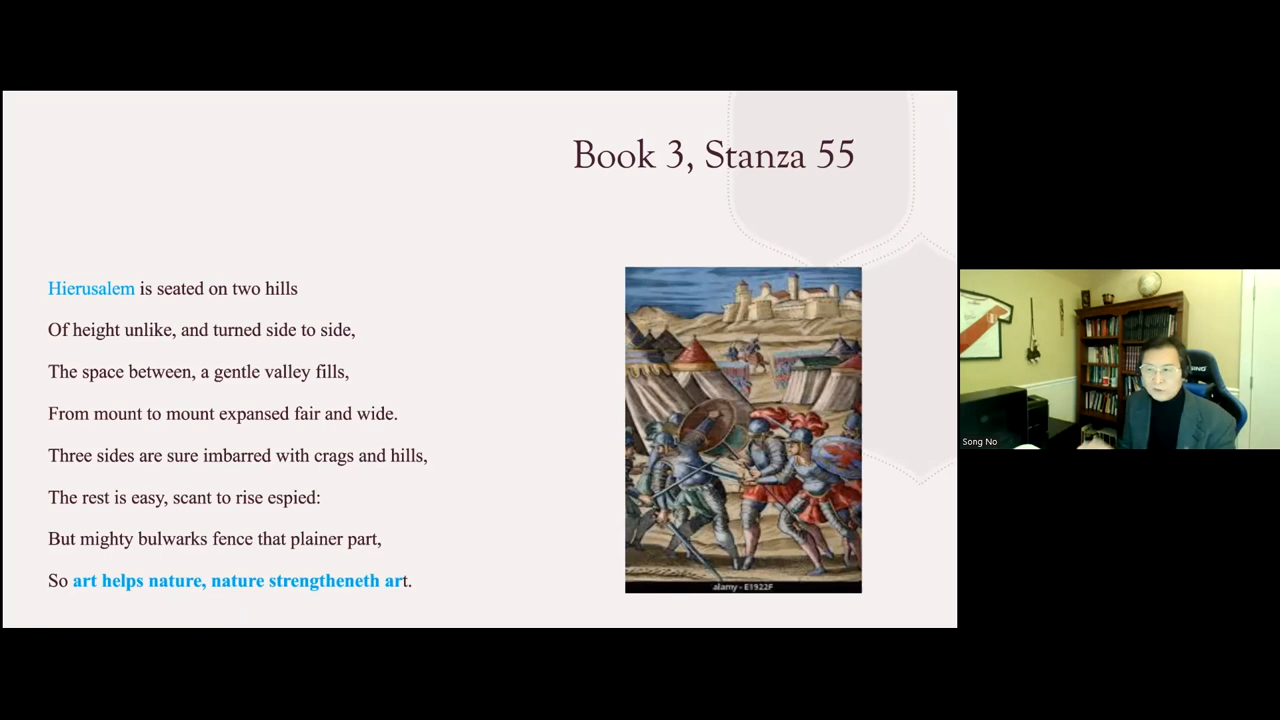 Book 3, Stanza 55
Hierusalem is seated on two hills
Of height unlike, and turned side to side,
The space between, a gentle valley fills,
From mount to mount expansed fair and wide.
Three sides are sure imbarred with crags and hills,
The rest is easy, scant to rise espied:
But mighty bulwarks fence that plainer part,
So art helps nature, nature strengtheneth art.
alamy - E1922F
Song No